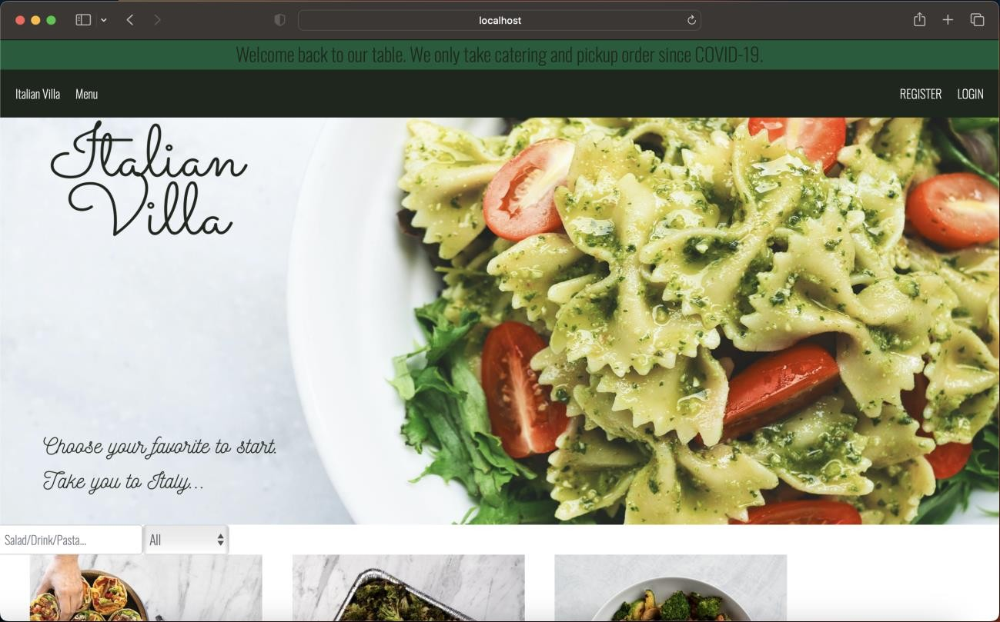 localhost
Welcome back to our table. We only take catering and pickup order since COVID-19.
Italian Villa Menu REGISTER LOGIN
Italian
Villa
Choose your favorite to start.
Take you to Italy...
Salad/Drink/Pasta... All